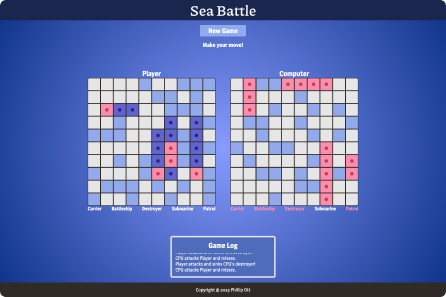 Sea Battle
New Game
Make your move!
Player
Computer
Carrier Battleship Destroyer Submarine Patrol
Carrier Battleship Destroyer Submarine Patrol
Game Log
CPU attacks Player and misses.
Player attacks and sinks CPU's destroyer!
CPU attacks Player and misses.
Copyright © 2023 Phillip Ott